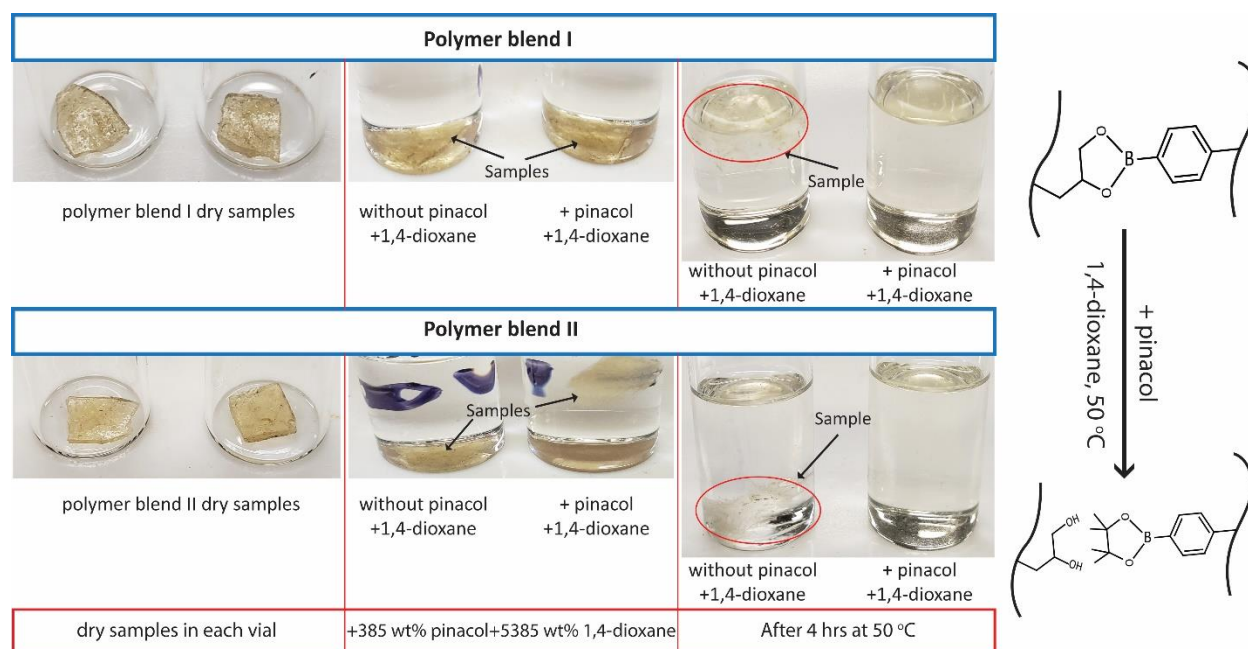 Polymer blend I
Samples
Sample
polymer blend I dry samples
without pinacol
+1,4-dioxane
+ pinacol
+1,4-dioxane
without pinacol
+1,4-dioxane
+ pinacol
+1,4-dioxane
Polymer blend II
Samples
Sample
polymer blend II dry samples
without pinacol
+1,4-dioxane
+ pinacol
+1,4-dioxane
without pinacol
+1,4-dioxane
+ pinacol
+1,4-dioxane
dry samples in each vial
+385 wt% pinacol+5385 wt% 1,4-dioxane
After 4 hrs at 50 °C
O
B
O
+ pinacol
1,4-dioxane, 50 °C
OH
OH
O
B
O